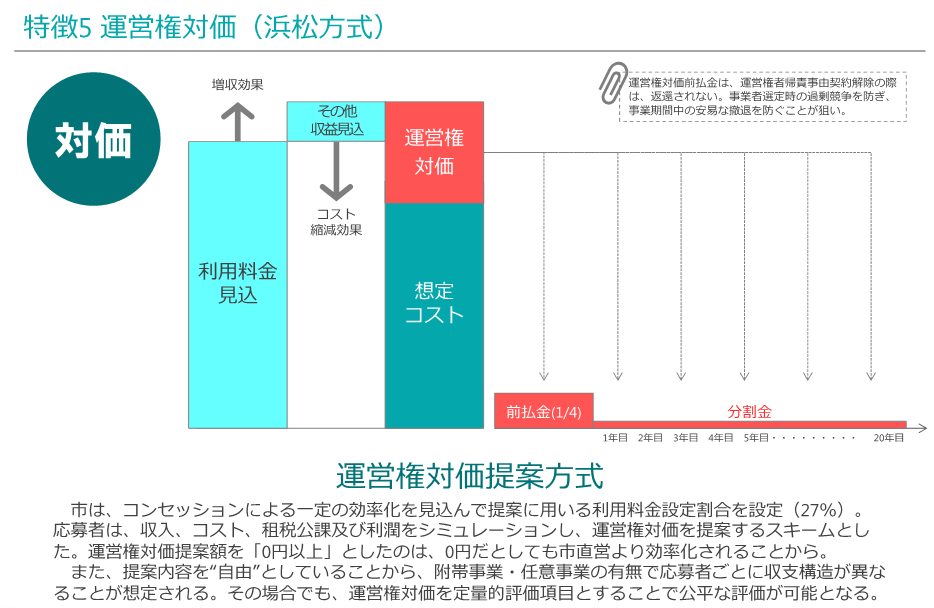 特徴5 運営権対価（浜松方式）
対価
増収効果
その他
収益見込
コスト
縮減効果
利用料金
見込
運営権
対価
想定
コスト
運営権対価前払金は、運営権者帰責事由契約解除の際
は、返還されない。事業者選定時の過剰競争を防ぎ、
事業期間中の安易な撤退を防ぐことが狙い。
前払金(1/4)
分割金
1年目 2年目 3年目 4年目 5年目・・・・・・・・・ 20年目
運営権対価提案方式
市は、コンセッションによる一定の効率化を見込んで提案に用いる利用料金設定割合を設定（27%）。
応募者は、収入、コスト、租税公課及び利潤をシミュレーションし、運営権対価を提案するスキームとし
た。運営権対価提案額を「0円以上」としたのは、0円だとしても市直営より効率化されることから。
また、提案内容を“自由”としていることから、附帯事業・任意事業の有無で応募者ごとに収支構造が異な
ることが想定される。その場合でも、運営権対価を定量的評価項目とすることで公平な評価が可能となる。